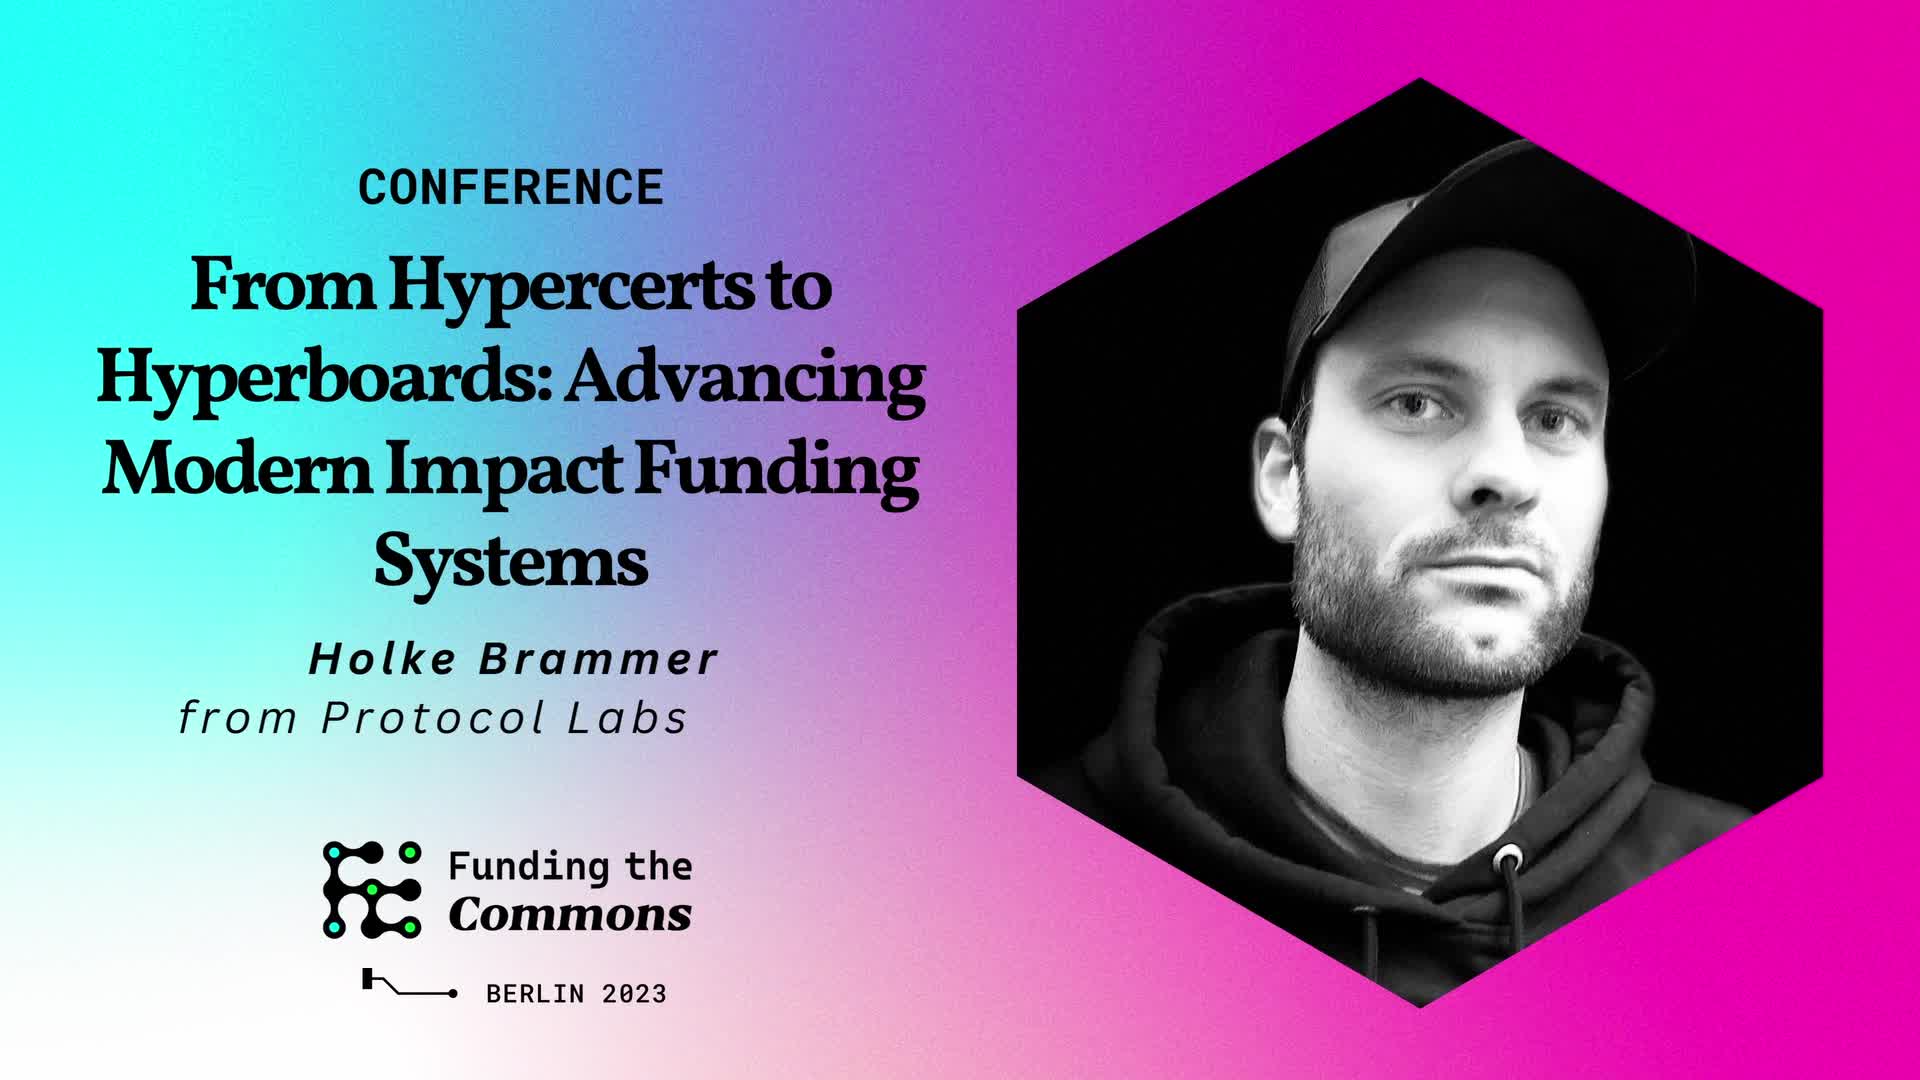 CONFERENCE
From Hypercerts to
Hyperboards: Advancing
Modern Impact Funding
Systems
Holke Brammer
from Protocol Labs
Funding the
Commons
BERLIN 2023